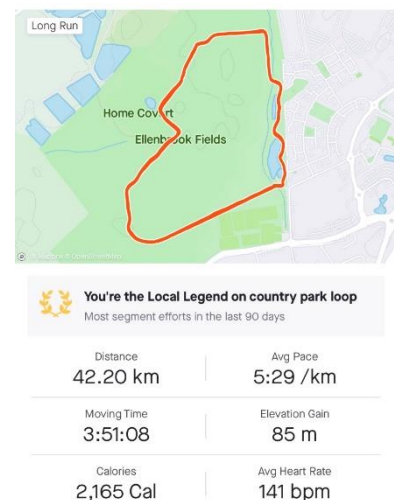 Long Run
Home Covert
Ellenbrook Fields
© Mapbox © OpenStreetMap
You're the Local Legend on country park loop
Most segment efforts in the last 90 days
Distance
Avg Pace
42.20 km
5:29 /km
Moving Time
Elevation Gain
3:51:08
85 m
Calories
Avg Heart Rate
2,165 Cal
141 bpm